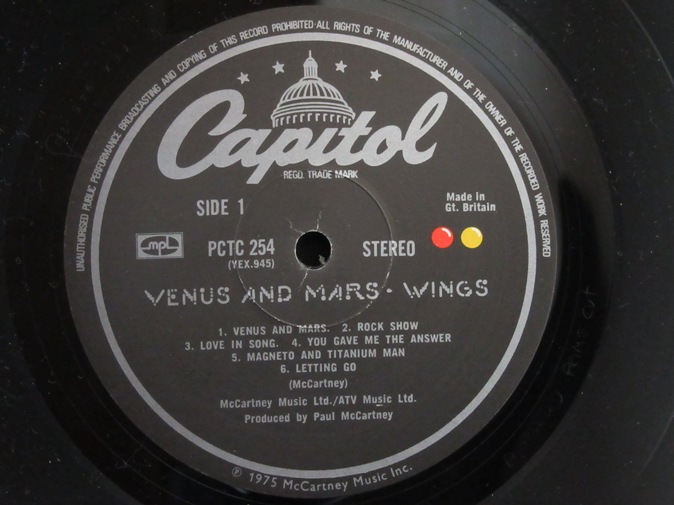 UNAUTHORISED PUBLIC PERFORMANCE BROADCASTING AND COPYING OF THIS RECORD PROHIBITED·ALL RIGHTS OF THE MANUFACTURER AND OF THE OWNER OF THE RECORDED WORK RESERVED
Capitol
REGD. TRADE MARK
SIDE 1
Made in
Gt. Britain
mpl
PCTC 254
STEREO
(YEX.945)
VENUS AND MARS · WINGS
1. VENUS AND MARS. 2. ROCK SHOW
3. LOVE IN SONG. 4. YOU GAVE ME THE ANSWER
5. MAGNETO AND TITANIUM MAN
6. LETTING GO
(McCartney)
McCartney Music Ltd./ATV Music Ltd.
Produced by Paul McCartney
℗ 1975 McCartney Music Inc.